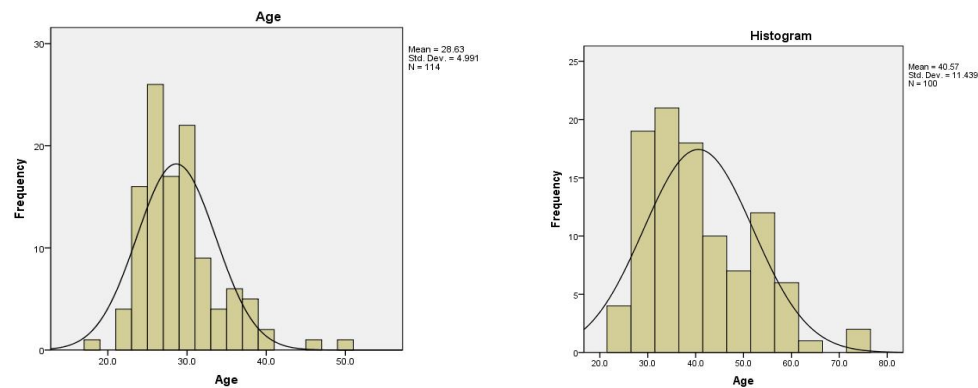 Age
Mean = 28.63
Std. Dev. = 4.991
N = 114
Frequency
30
20
10
0
20.0
30.0
40.0
50.0
Age
Histogram
Mean = 40.57
Std. Dev. = 11.439
N = 100
Frequency
25
20
15
10
5
0
20.0
30.0
40.0
50.0
60.0
70.0
80.0
Age